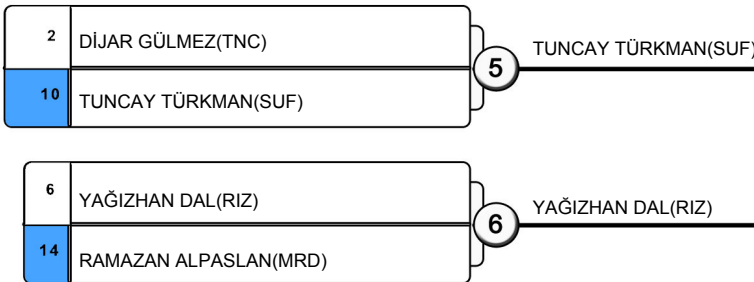 2 DİJAR GÜLMEZ(TNC)
10 TUNCAY TÜRKMAN(SUF)
5 TUNCAY TÜRKMAN(SUF)
6 YAĞIZHAN DAL(RIZ)
14 RAMAZAN ALPASLAN(MRD)
6 YAĞIZHAN DAL(RIZ)